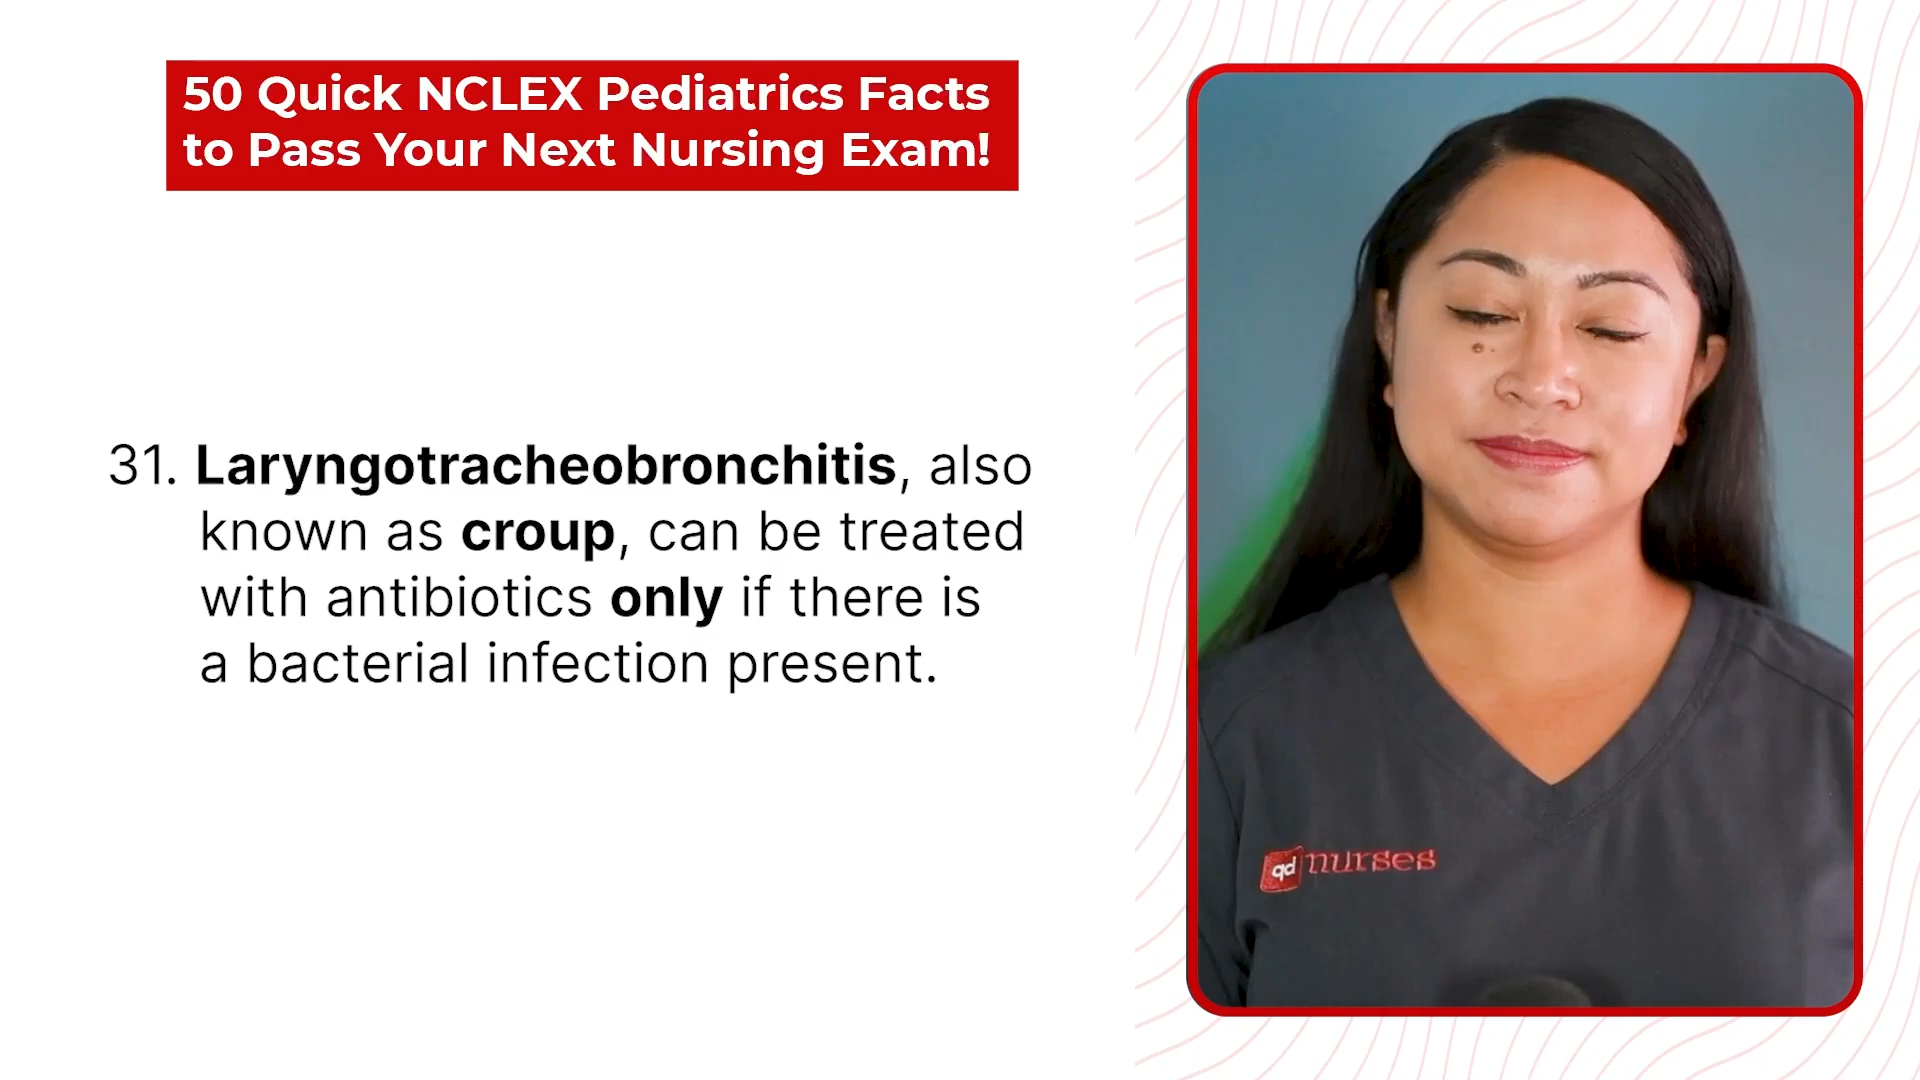 50 Quick NCLEX Pediatrics Facts
to Pass Your Next Nursing Exam!
31. Laryngotracheobronchitis, also
known as croup, can be treated
with antibiotics only if there is
a bacterial infection present.
qd nurses